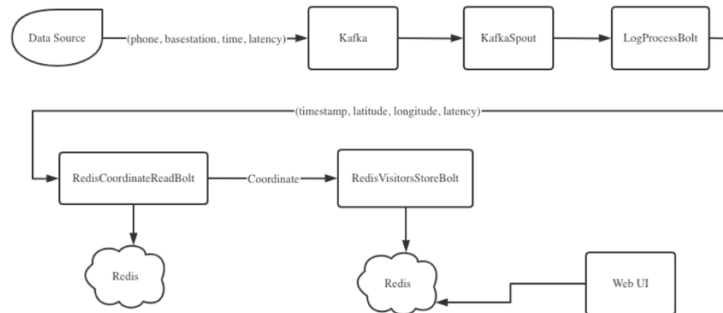 Data Source
(phone, basestation, time, latency)
Kafka
KafkaSpout
LogProcessBolt
(timestamp, latitude, longitude, latency)
RedisCoordinateReadBolt
Coordinate
RedisVisitorsStoreBolt
Redis
Redis
Web UI